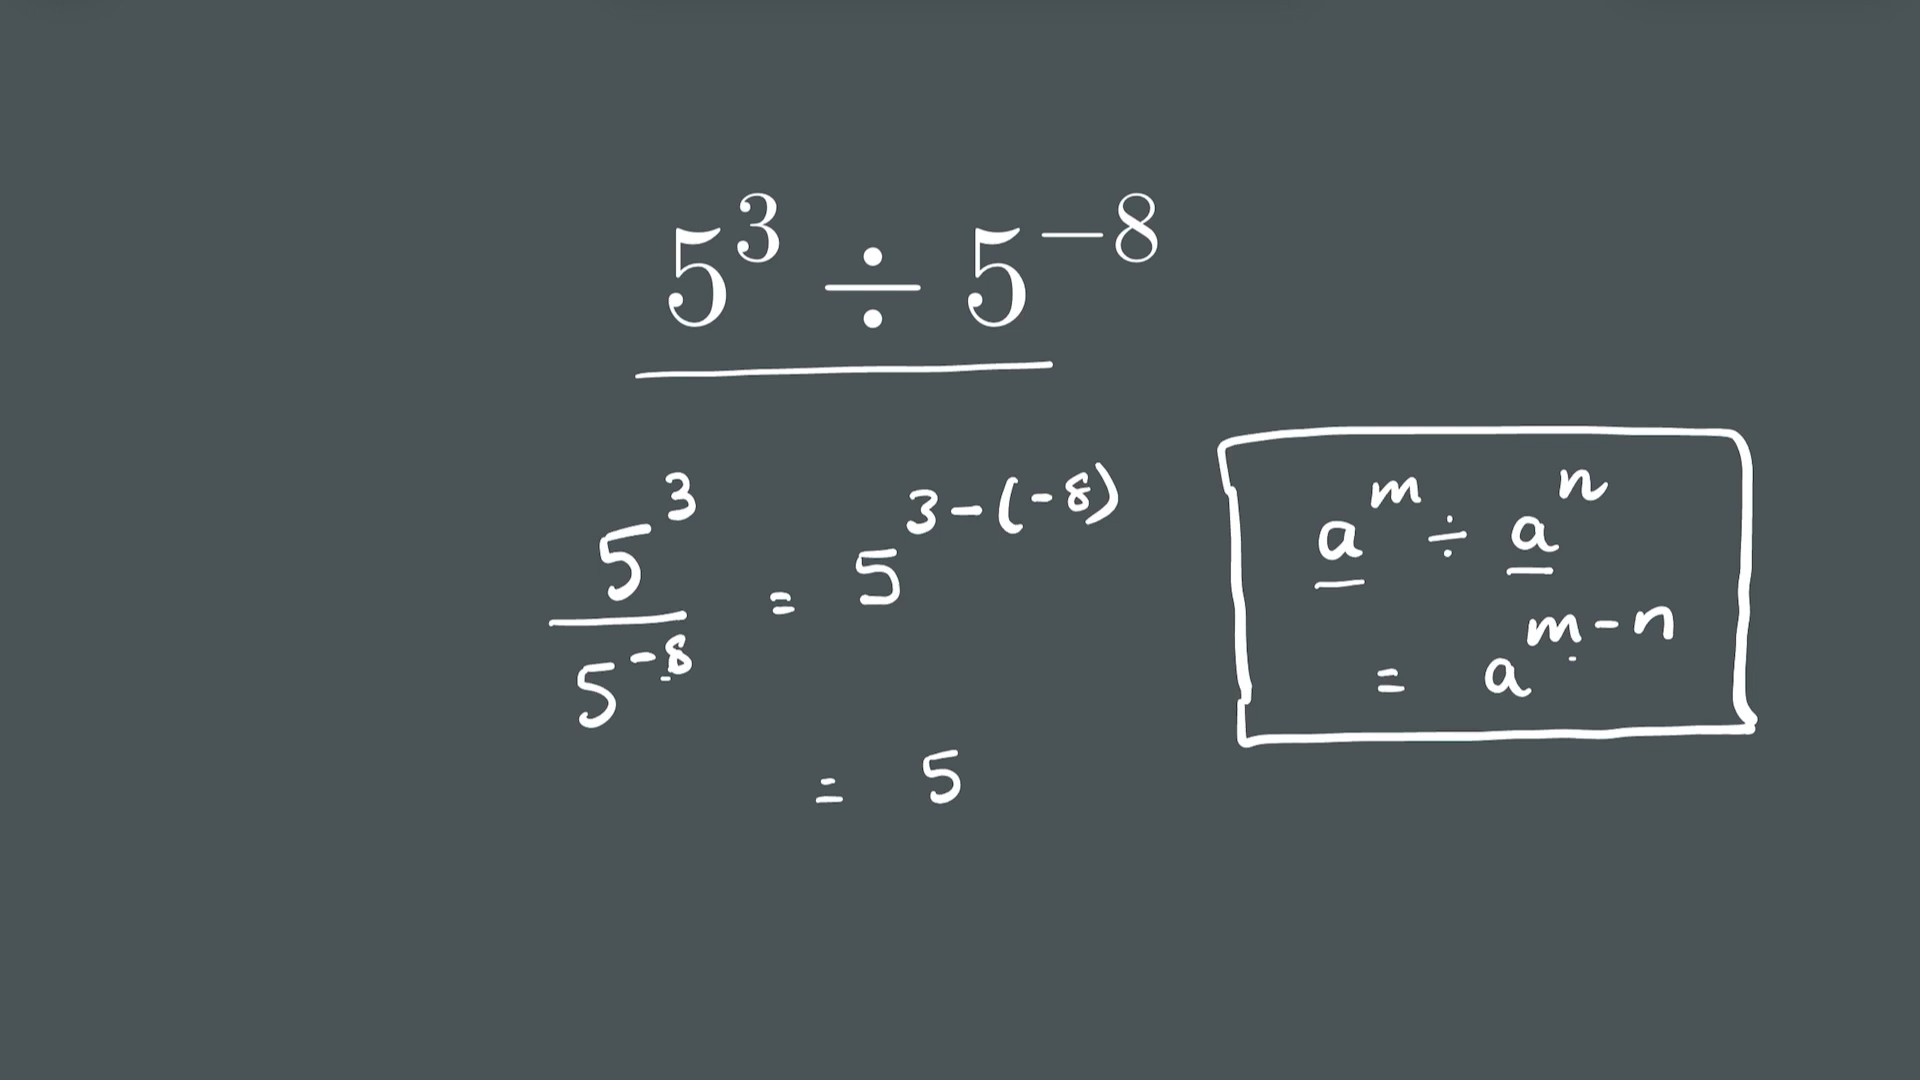 5^3 ÷ 5^{-8}
5^3 / 5^{-8} = 5^{3-(-8)}
= 5
a^m ÷ a^n
= a^{m-n}